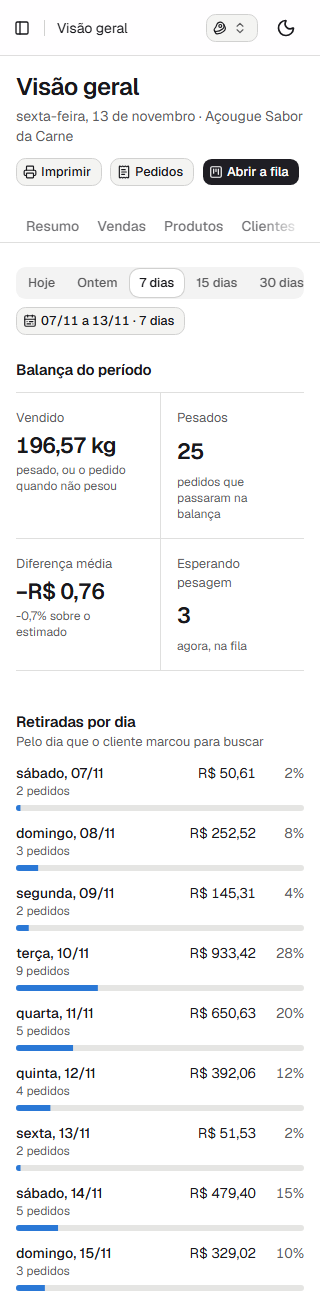 Visão geral
Visão geral
sexta-feira, 13 de novembro · Açougue Sabor
da Carne
Imprimir
Pedidos
Abrir a fila
Resumo
Vendas
Produtos
Clientes
Hoje
Ontem
7 dias
15 dias
30 dias
07/11 a 13/11 · 7 dias
Balança do período
Vendido
196,57 kg
pesado, ou o pedido
quando não pesou
Pesados
25
pedidos que
passaram na
balança
Diferença média
−R$ 0,76
-0,7% sobre o
estimado
Esperando
pesagem
3
agora, na fila
Retiradas por dia
Pelo dia que o cliente marcou para buscar
sábado, 07/11 R$ 50,61 2%
2 pedidos
domingo, 08/11 R$ 252,52 8%
3 pedidos
segunda, 09/11 R$ 145,31 4%
2 pedidos
terça, 10/11 R$ 933,42 28%
9 pedidos
quarta, 11/11 R$ 650,63 20%
5 pedidos
quinta, 12/11 R$ 392,06 12%
4 pedidos
sexta, 13/11 R$ 51,53 2%
2 pedidos
sábado, 14/11 R$ 479,40 15%
5 pedidos
domingo, 15/11 R$ 329,02 10%
3 pedidos